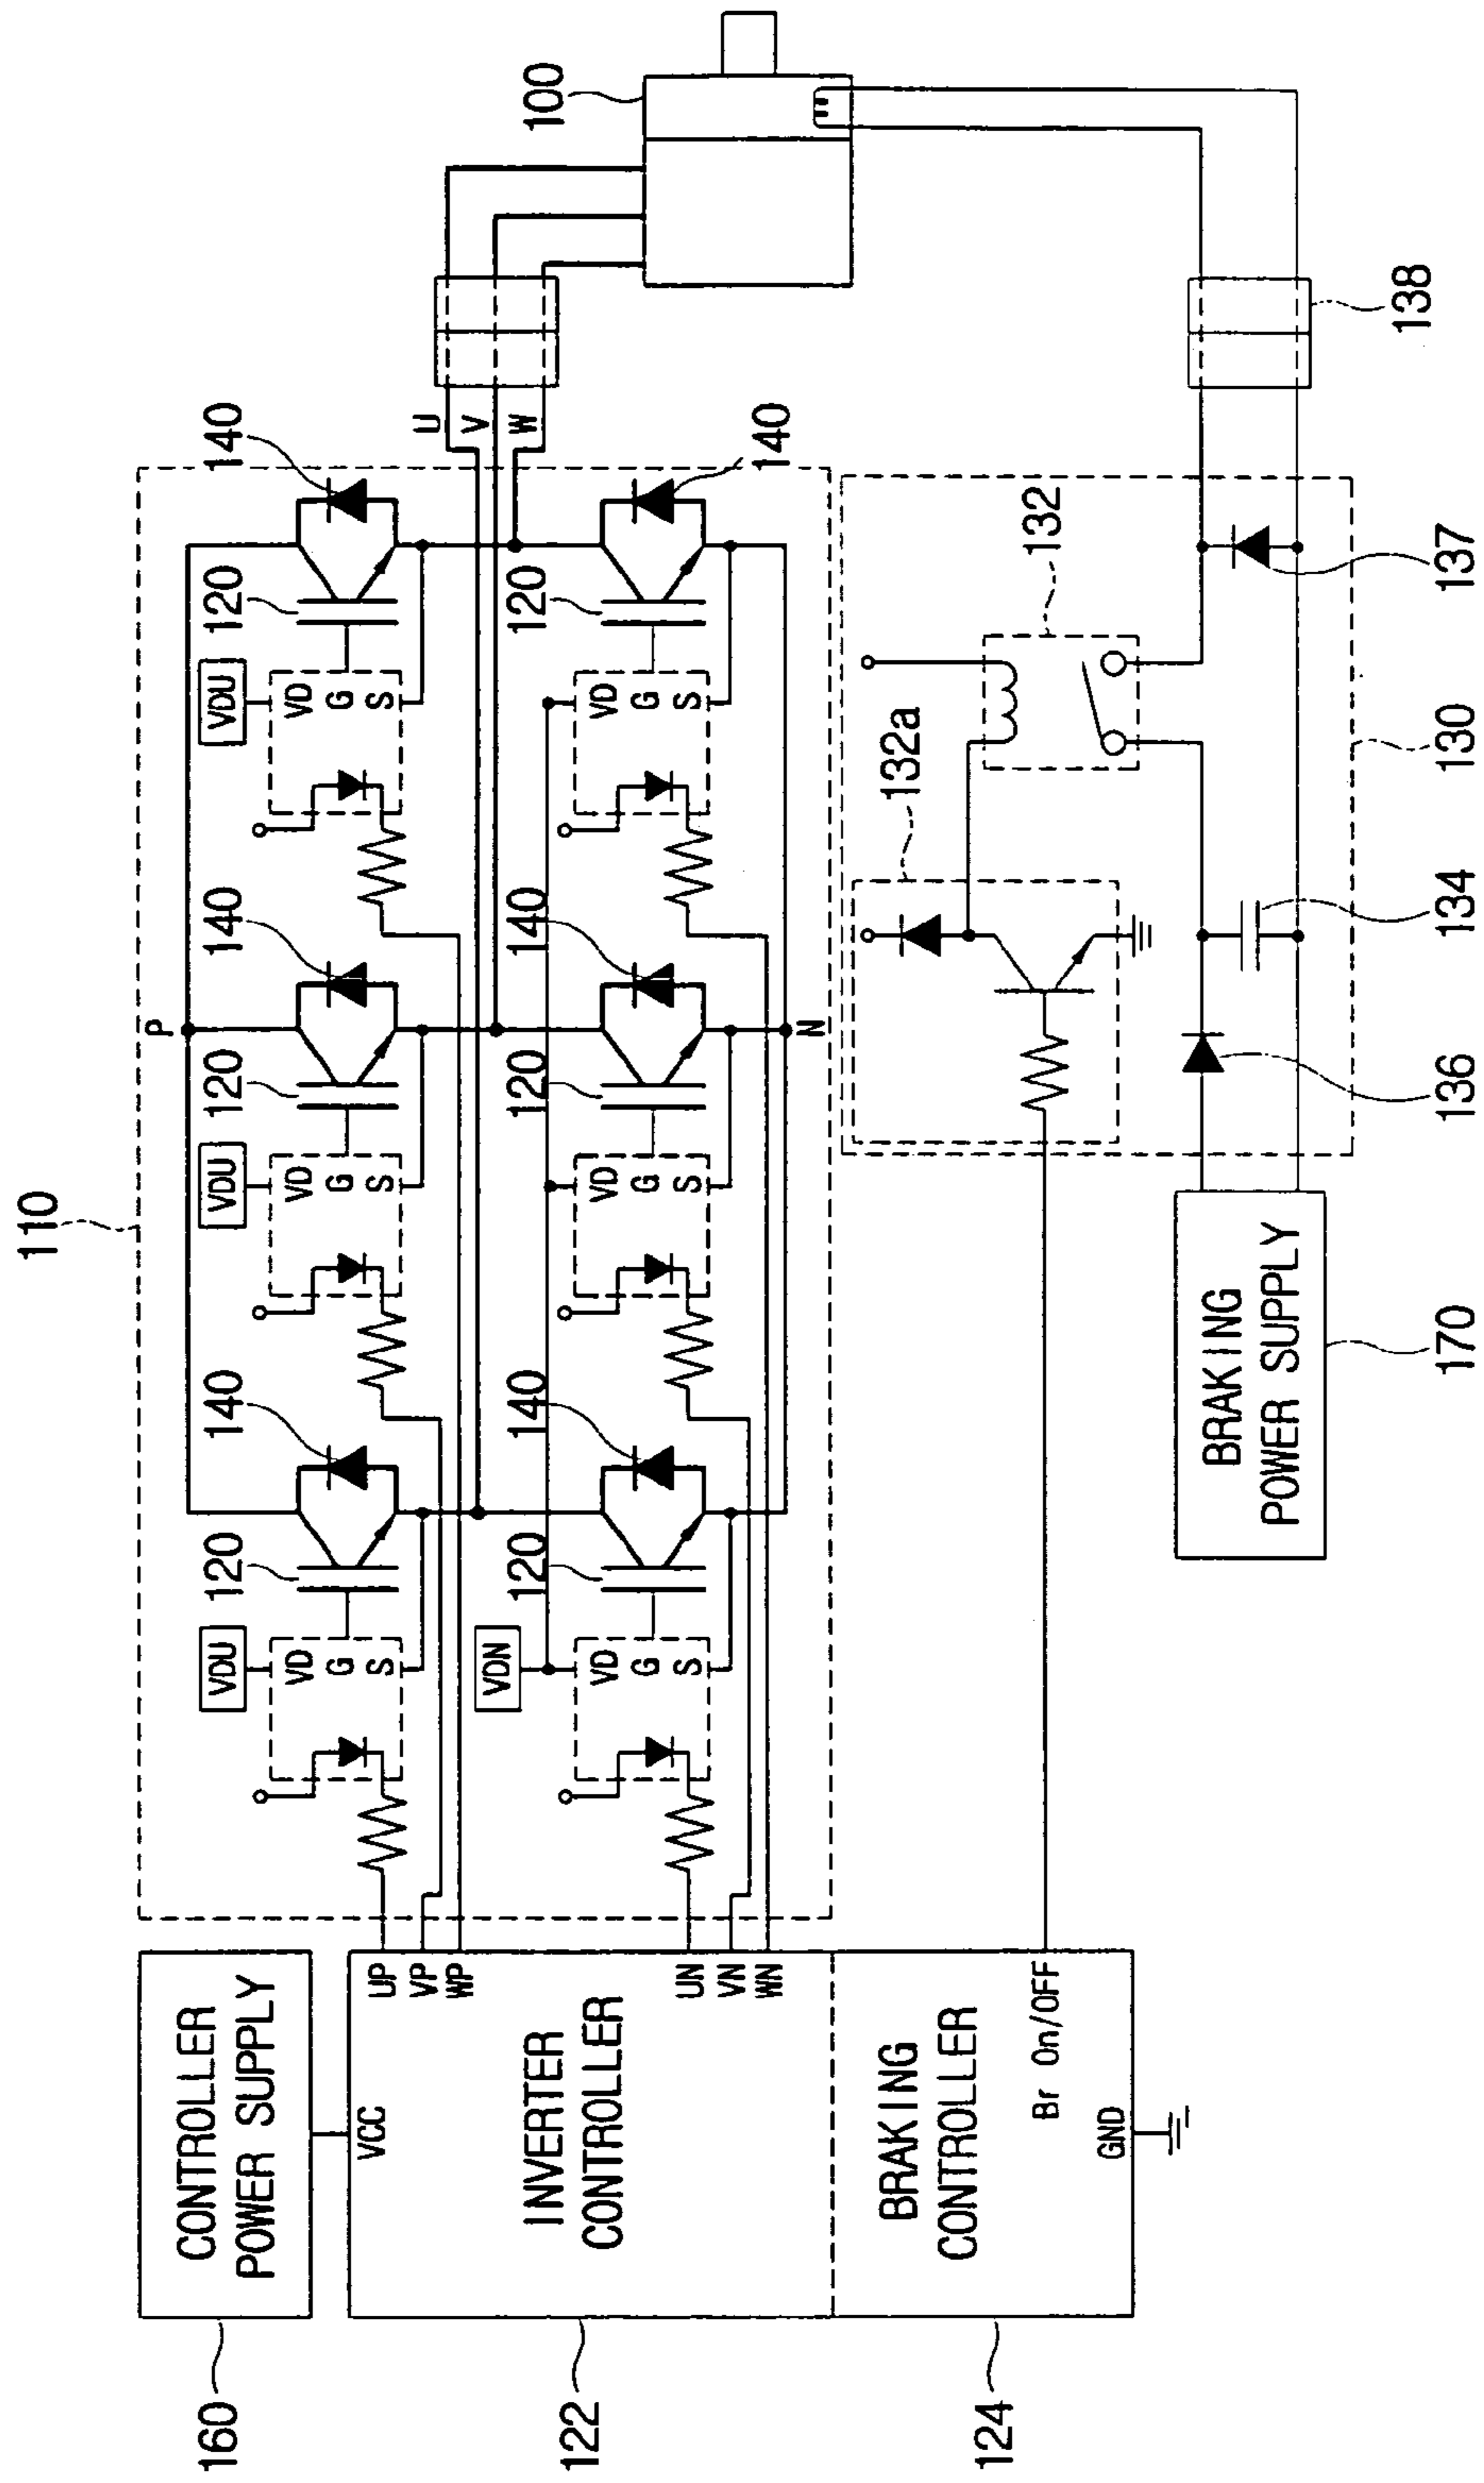 110
160
CONTROLLER
POWER SUPPLY
P
VDU
120
140
VDU
120
140
VDU
120
140
VD
G
S
VD
G
S
VD
G
S
122
VCC
INVERTER
CONTROLLER
UP
VP
WP
UN
VN
WN
VDN
120
140
120
140
120
140
VD
G
S
VD
G
S
VD
G
S
N
U
V
W
100
124
BRAKING
CONTROLLER
Br On/OFF
GND
132a
132
BRAKING
POWER SUPPLY
138
170
136
134
130
137